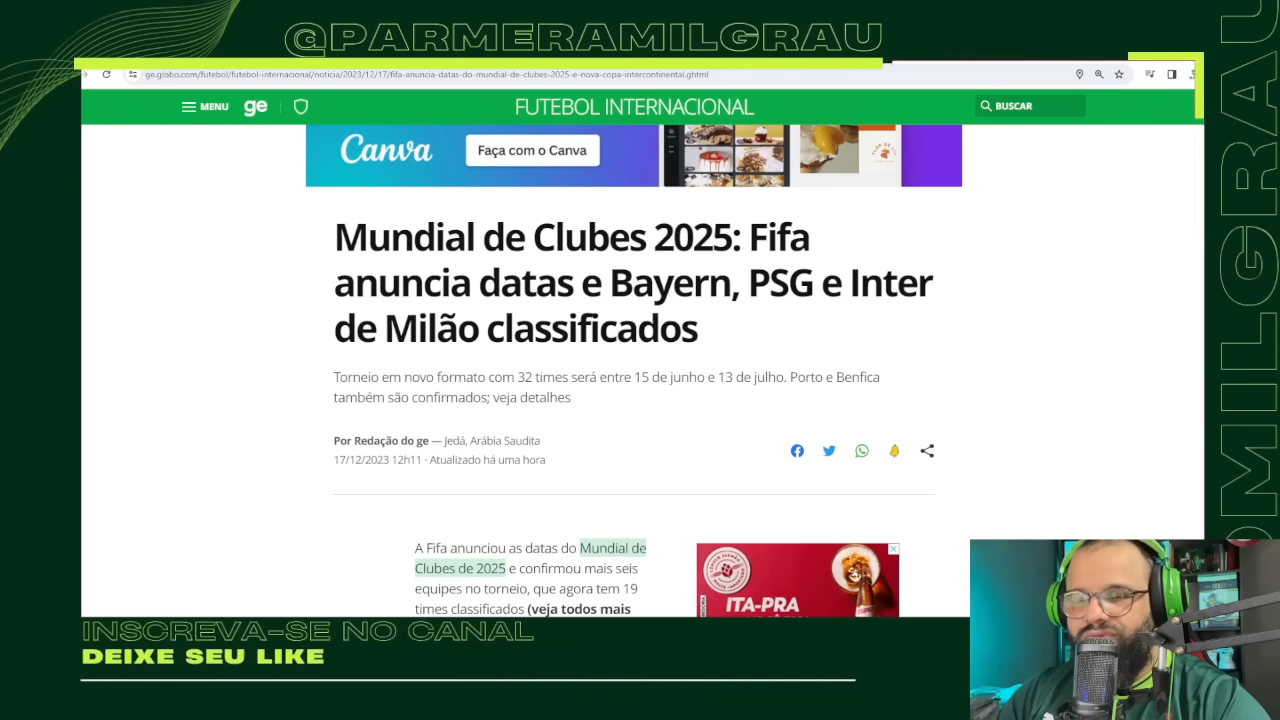 @PARMERAMILGRAU
ge.globo.com/futebol/futebol-internacional/noticia/2023/12/17/fifa-anuncia-datas-do-mundial-de-clubes-2025-e-nova-copa-intercontinental.ghtml
MENU ge FUTEBOL INTERNACIONAL BUSCAR
Canva Faça com o Canva
Mundial de Clubes 2025: Fifa
anuncia datas e Bayern, PSG e Inter
de Milão classificados
Torneio em novo formato com 32 times será entre 15 de junho e 13 de julho. Porto e Benfica
também são confirmados; veja detalhes
Por Redação do ge — Jedá, Arábia Saudita
17/12/2023 12h11 · Atualizado há uma hora
A Fifa anunciou as datas do Mundial de
Clubes de 2025 e confirmou mais seis
equipes no torneio, que agora tem 19
times classificados (veja todos mais
ITA-PRA
INSCREVA-SE NO CANAL
DEIXE SEU LIKE
OMILGRAU